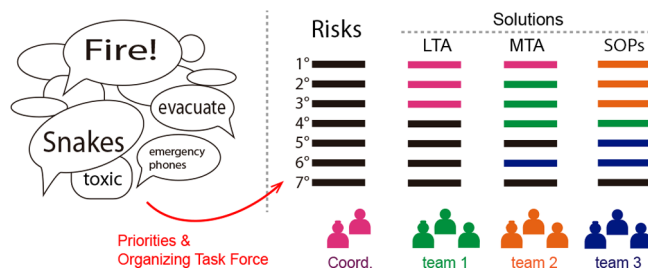 Fire!
evacuate
Snakes
emergency
phones
toxic
Priorities &
Organizing Task Force
Risks
Solutions
LTA MTA SOPs
1°
2°
3°
4°
5°
6°
7°
Coord. team 1 team 2 team 3